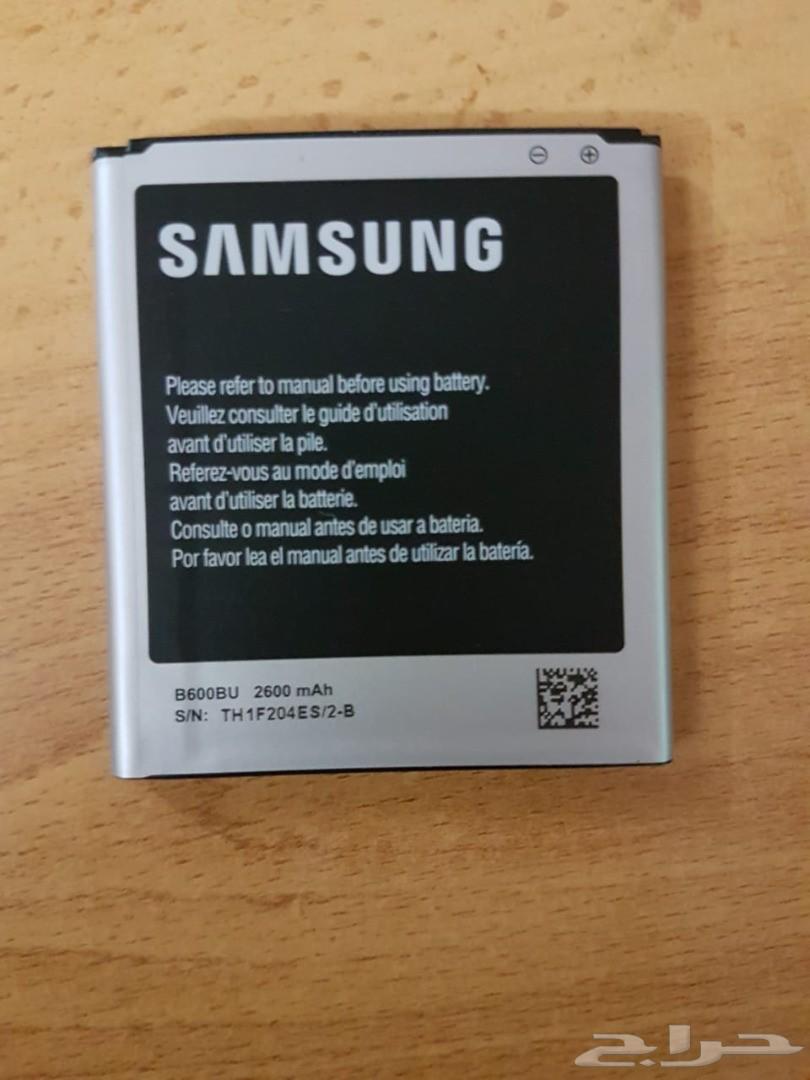 ⊖ ⊕
SAMSUNG
Please refer to manual before using battery.
Veuillez consulter le guide d'utilisation
avant d'utiliser la pile.
Referez-vous au mode d'emploi
avant d'utiliser la batterie.
Consulte o manual antes de usar a bateria.
Por favor lea el manual antes de utilizar la batería.
B600BU 2600 mAh
S/N: TH1F204ES/2-B
حراج